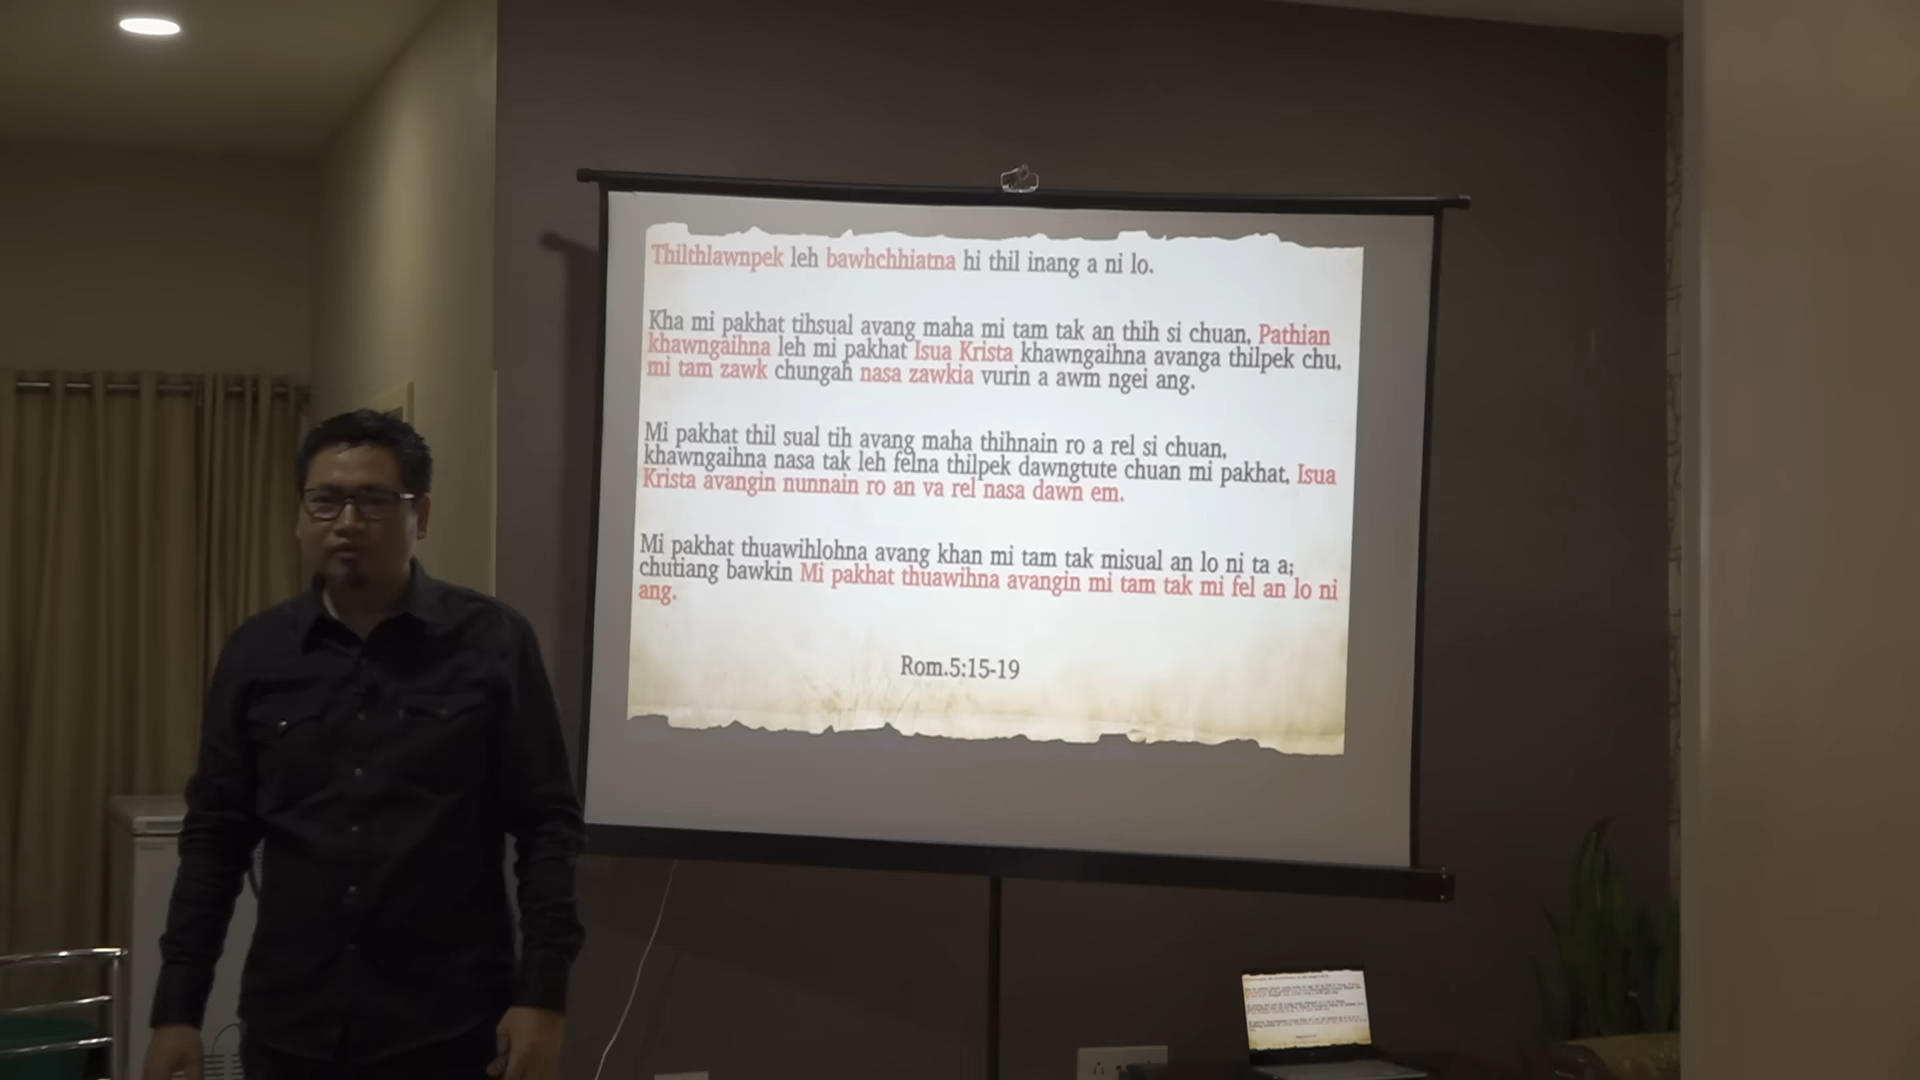 Thilthlawnpek leh bawhchhiatna hi thil inang a ni lo.
Kha mi pakhat tihsual avang maha mi tam tak an thih si chuan, Pathian
khawngaihna leh mi pakhat Isua Krista khawngaihna avanga thilpek chu,
mi tam zawk chungah nasa zawkia vurin a awm ngei ang.
Mi pakhat thil sual tih avang maha thihnain ro a rel si chuan,
khawngaihna nasa tak leh felna thilpek dawngtute chuan mi pakhat, Isua
Krista avangin nunnain ro an va rel nasa dawn em.
Mi pakhat thuawihlohna avang khan mi tam tak misual an lo ni ta a;
chutiang bawkin Mi pakhat thuawihna avangin mi tam tak mi fel an lo ni
ang.
Rom.5:15-19